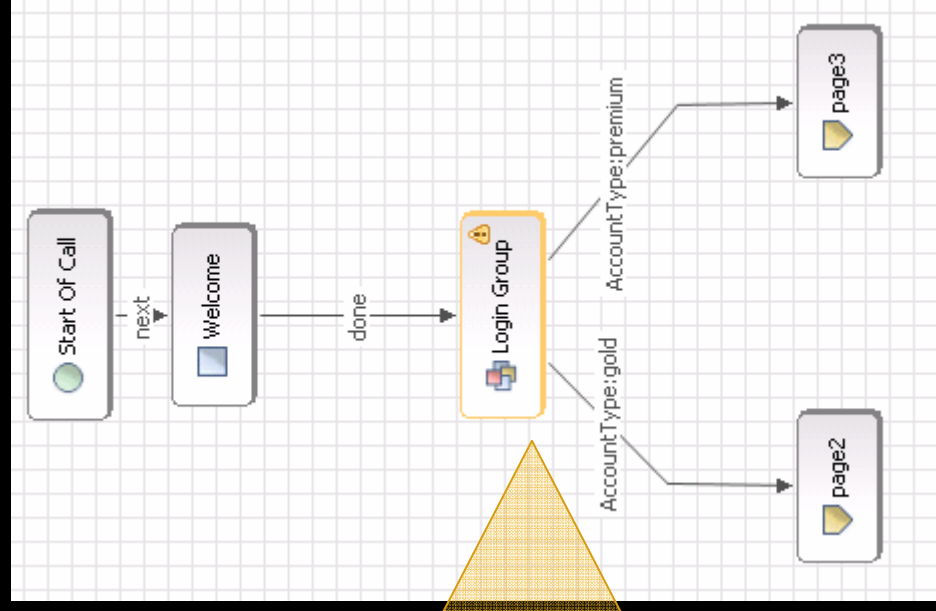 Start Of Call
next
Welcome
done
Login Group
AccountType:gold
AccountType:premium
page2
page3